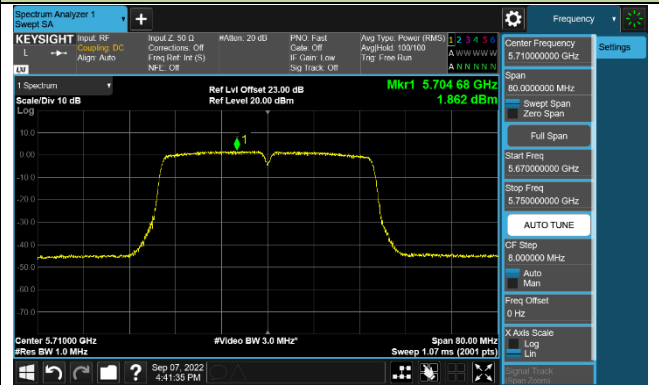 Spectrum Analyzer 1
Swept SA
Frequency
KEYSIGHT
L
Input: RF
Coupling: DC
Align: Auto
Input Z: 50 Ω
Corrections: Off
Freq Ref: Int (S)
NFE: Off
#Atten: 20 dB
PNO: Fast
Gate: Off
IF Gain: Low
Sig Track: Off
Avg Type: Power (RMS)
Avg|Hold: 100/100
Trig: Free Run
1 2 3 4 5 6
A W W W W W
A N N N N N
1 Spectrum
Scale/Div 10 dB
Log
Ref Lvl Offset 23.00 dB
Ref Level 20.00 dBm
Mkr1 5.704 68 GHz
1.862 dBm
1
10.0
0.00
-10.0
-20.0
-30.0
-40.0
-50.0
-60.0
-70.0
Center 5.71000 GHz
#Res BW 1.0 MHz
#Video BW 3.0 MHz*
Span 80.00 MHz
Sweep 1.07 ms (2001 pts)
Sep 07, 2022
4:41:35 PM
Center Frequency
5.710000000 GHz
Settings
Span
80.0000000 MHz
Swept Span
Zero Span
Full Span
Start Freq
5.670000000 GHz
Stop Freq
5.750000000 GHz
AUTO TUNE
CF Step
8.000000 MHz
Auto
Man
Freq Offset
0 Hz
X Axis Scale
Log
Lin
Signal Track
(Span Zoom)